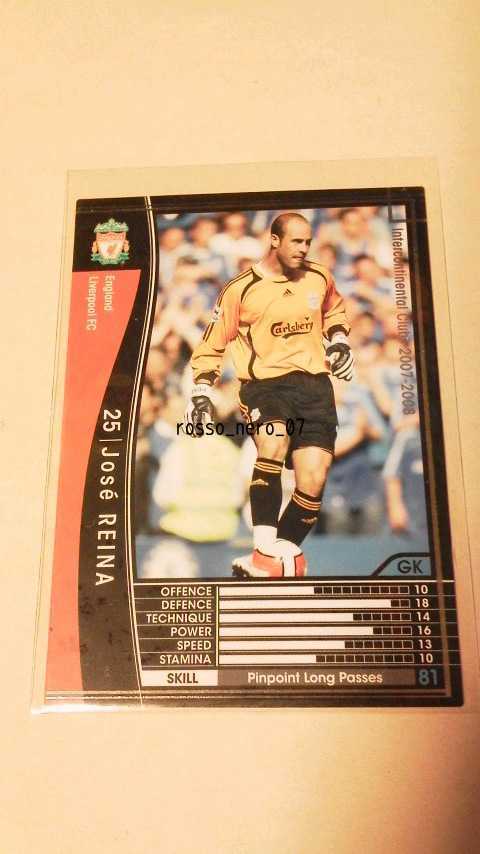 England
Liverpool FC
25 | José REINA
Intercontinental Clubs 2007-2008
Carlsberg
rosso_nero_07
GK
OFFENCE 10
DEFENCE 18
TECHNIQUE 14
POWER 16
SPEED 13
STAMINA 10
SKILL Pinpoint Long Passes 81